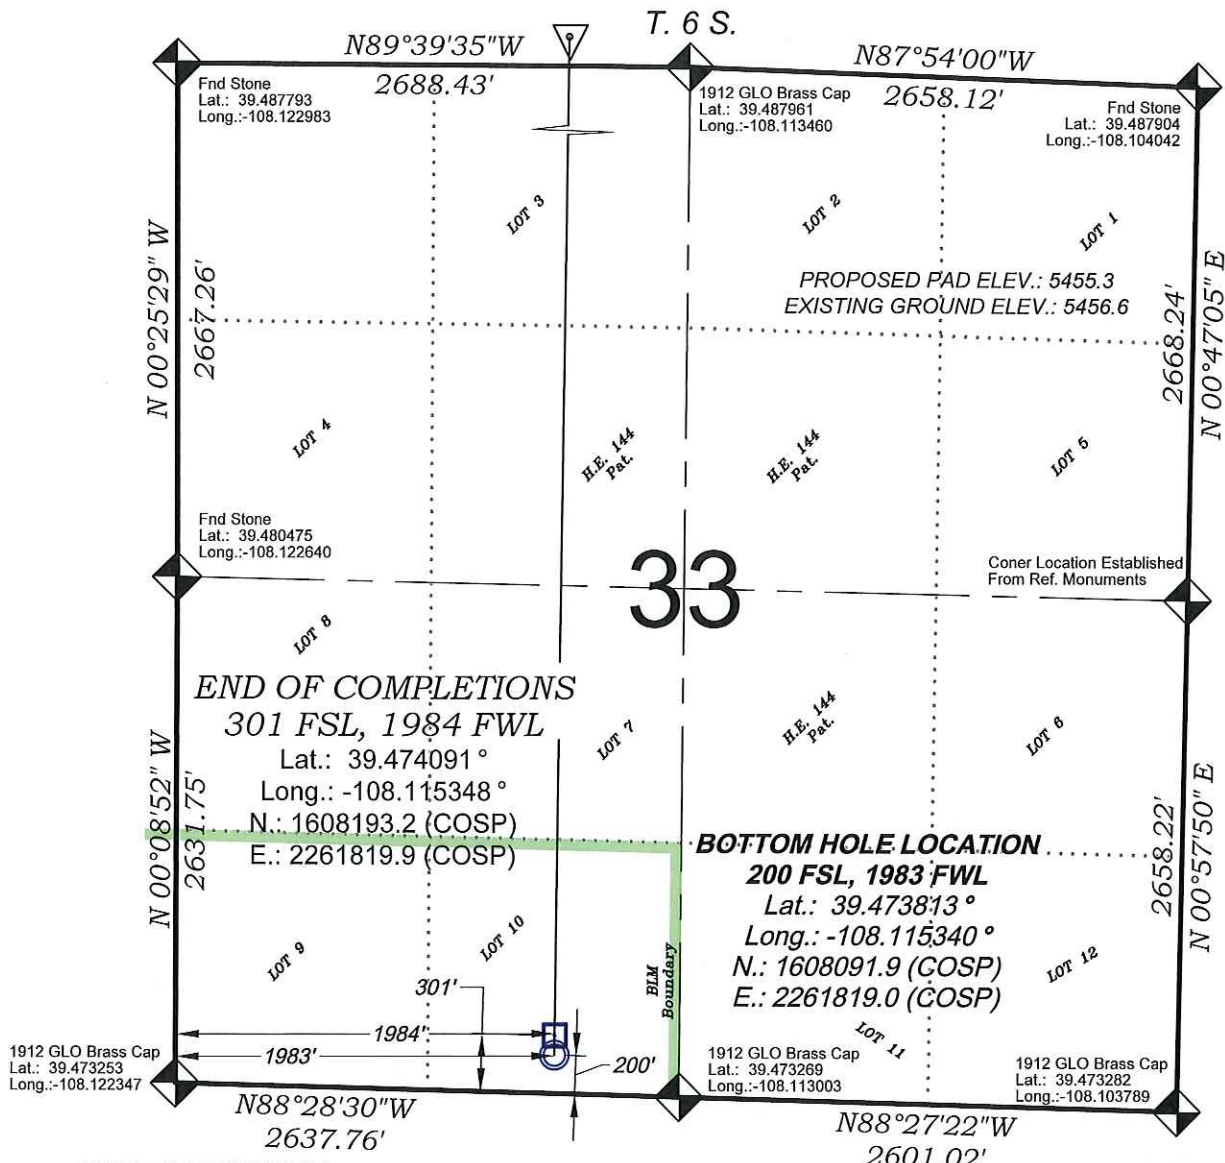 T. 6 S.
N89°39'35"W
2688.43'
N87°54'00"W
2658.12'
Fnd Stone
Lat.: 39.487793
Long.:-108.122983
1912 GLO Brass Cap
Lat.: 39.487961
Long.:-108.113460
Fnd Stone
Lat.: 39.487904
Long.:-108.104042
LOT 3
LOT 2
LOT 1
N 00°25'29" W
2667.26'
PROPOSED PAD ELEV.: 5455.3
EXISTING GROUND ELEV.: 5456.6
2668.24'
N 00°47'05" E
LOT 4
H.E. 144
Pat.
H.E. 144
Pat.
LOT 5
Fnd Stone
Lat.: 39.480475
Long.:-108.122640
33
Coner Location Established
From Ref. Monuments
LOT 8
END OF COMPLETIONS
301 FSL, 1984 FWL
Lat.: 39.474091°
Long.: -108.115348°
N.: 1608193.2 (COSP)
E.: 2261819.9 (COSP)
LOT 7
H.E. 144
Pat.
LOT 6
N 00°08'52" W
2631.75'
BOTTOM HOLE LOCATION
200 FSL, 1983 FWL
Lat.: 39.473813°
Long.: -108.115340°
N.: 1608091.9 (COSP)
E.: 2261819.0 (COSP)
2658.22'
N 00°57'50" E
LOT 9
LOT 10
BLM
Boundary
LOT 12
LOT 11
301'
1984'
1983'
200'
1912 GLO Brass Cap
Lat.: 39.473253
Long.:-108.122347
1912 GLO Brass Cap
Lat.: 39.473269
Long.:-108.113003
1912 GLO Brass Cap
Lat.: 39.473282
Long.:-108.103789
N88°28'30"W
2637.76'
N88°27'22"W
2601.02'